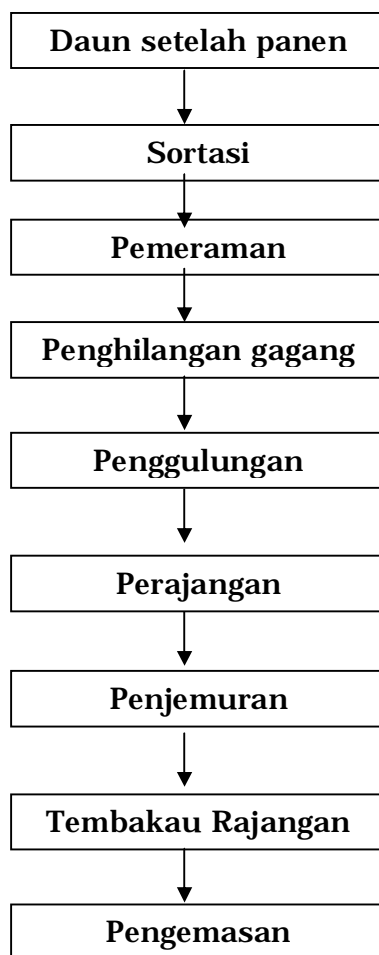 Daun setelah panen
Sortasi
Pemeraman
Penghilangan gagang
Penggulungan
Perajangan
Penjemuran
Tembakau Rajangan
Pengemasan